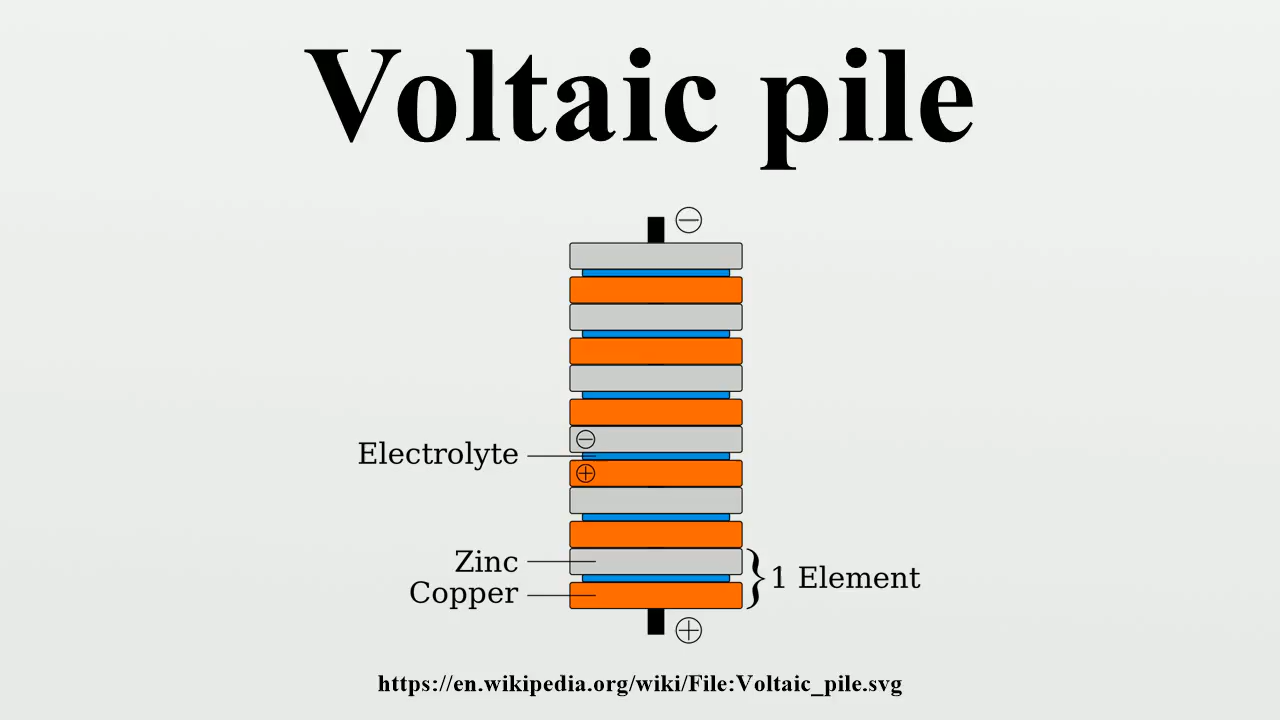 Voltaic pile
Electrolyte
Zinc
Copper
1 Element
https://en.wikipedia.org/wiki/File:Voltaic_pile.svg